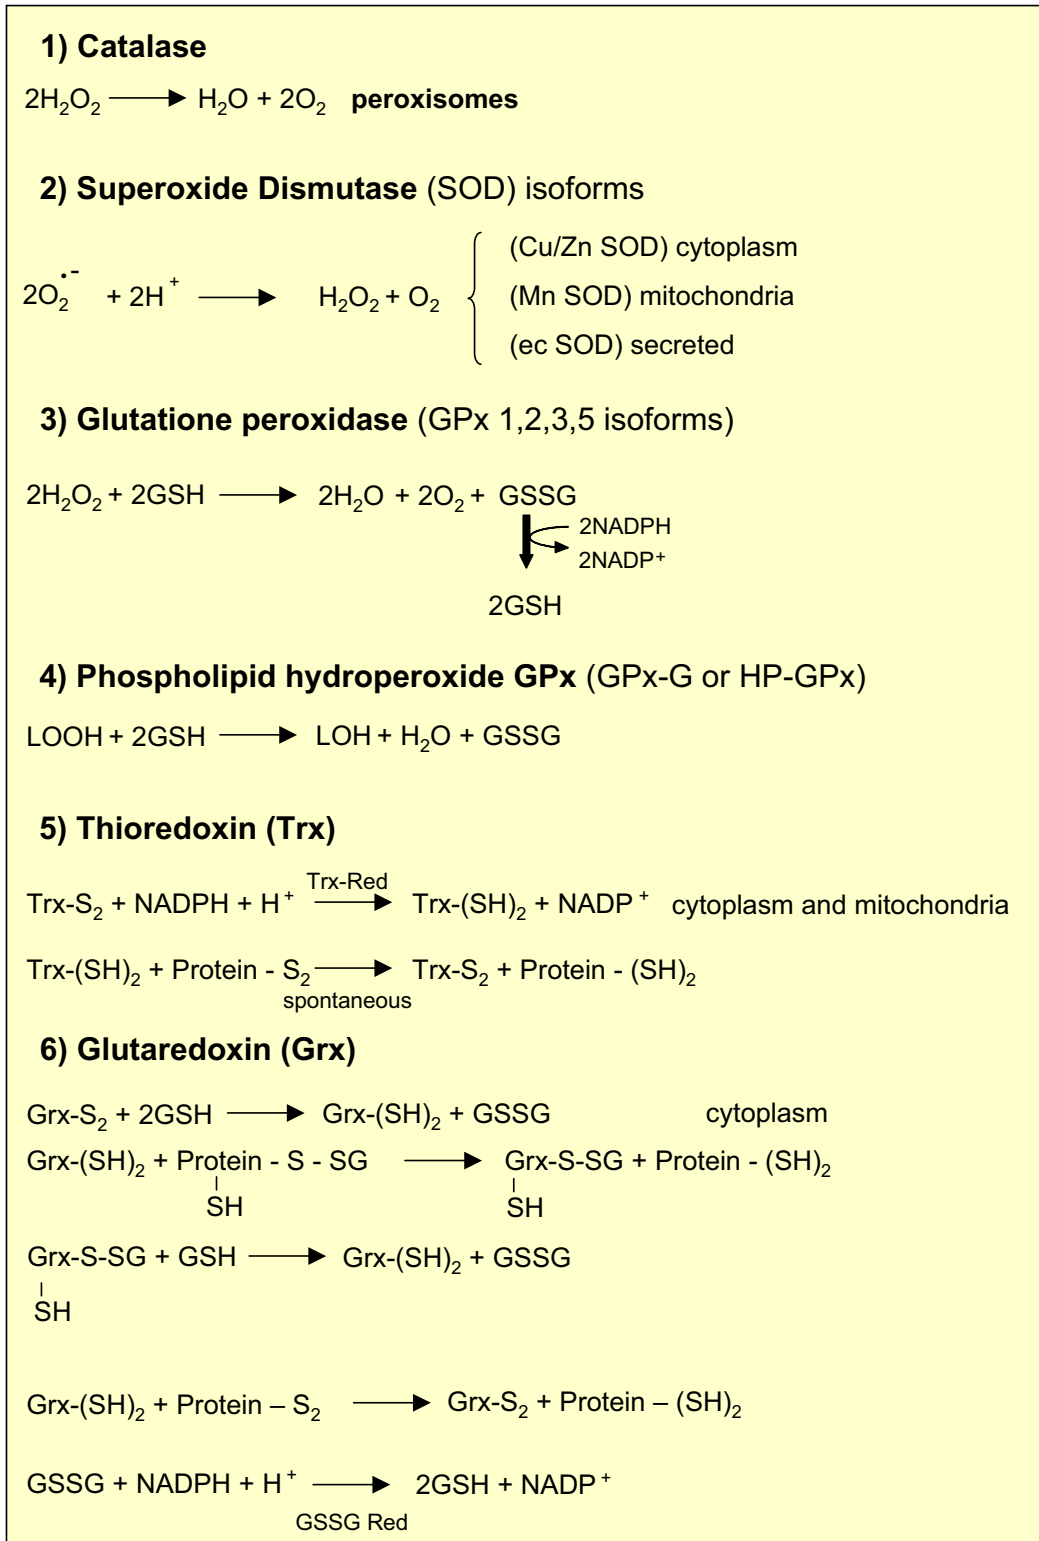 1) Catalase
2H₂O₂ ⟶ H₂O + 2O₂ peroxisomes
2) Superoxide Dismutase (SOD) isoforms
(Cu/Zn SOD) cytoplasm
2O₂˙⁻ + 2H⁺ ⟶ H₂O₂ + O₂ (Mn SOD) mitochondria
(ec SOD) secreted
3) Glutatione peroxidase (GPx 1,2,3,5 isoforms)
2H₂O₂ + 2GSH ⟶ 2H₂O + 2O₂ + GSSG
2NADPH
2NADP⁺
2GSH
4) Phospholipid hydroperoxide GPx (GPx-G or HP-GPx)
LOOH + 2GSH ⟶ LOH + H₂O + GSSG
5) Thioredoxin (Trx)
Trx-Red
Trx-S₂ + NADPH + H⁺ ⟶ Trx-(SH)₂ + NADP⁺ cytoplasm and mitochondria
Trx-(SH)₂ + Protein - S₂ ⟶ Trx-S₂ + Protein - (SH)₂
spontaneous
6) Glutaredoxin (Grx)
Grx-S₂ + 2GSH ⟶ Grx-(SH)₂ + GSSG cytoplasm
Grx-(SH)₂ + Protein - S - SG ⟶ Grx-S-SG + Protein - (SH)₂
SH SH
Grx-S-SG + GSH ⟶ Grx-(SH)₂ + GSSG
SH
Grx-(SH)₂ + Protein – S₂ ⟶ Grx-S₂ + Protein – (SH)₂
GSSG + NADPH + H⁺ ⟶ 2GSH + NADP⁺
GSSG Red